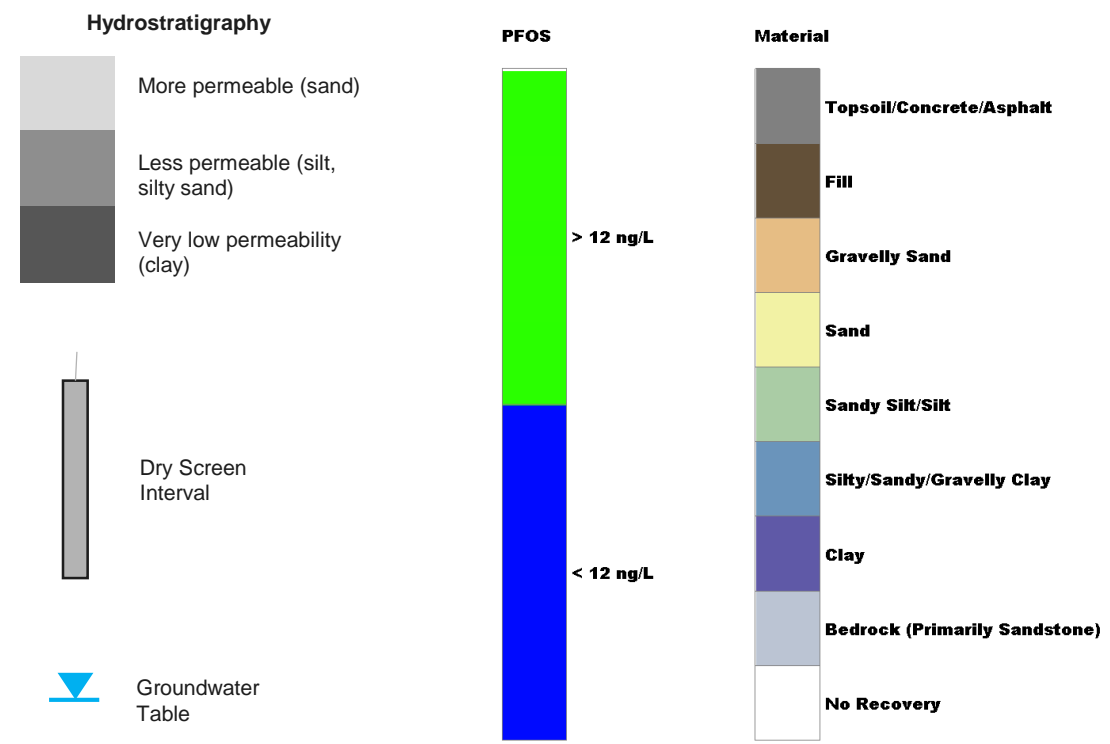 Hydrostratigraphy
More permeable (sand)
Less permeable (silt,
silty sand)
Very low permeability
(clay)
Dry Screen
Interval
Groundwater
Table
PFOS
> 12 ng/L
< 12 ng/L
Material
Topsoil/Concrete/Asphalt
Fill
Gravelly Sand
Sand
Sandy Silt/Silt
Silty/Sandy/Gravelly Clay
Clay
Bedrock (Primarily Sandstone)
No Recovery